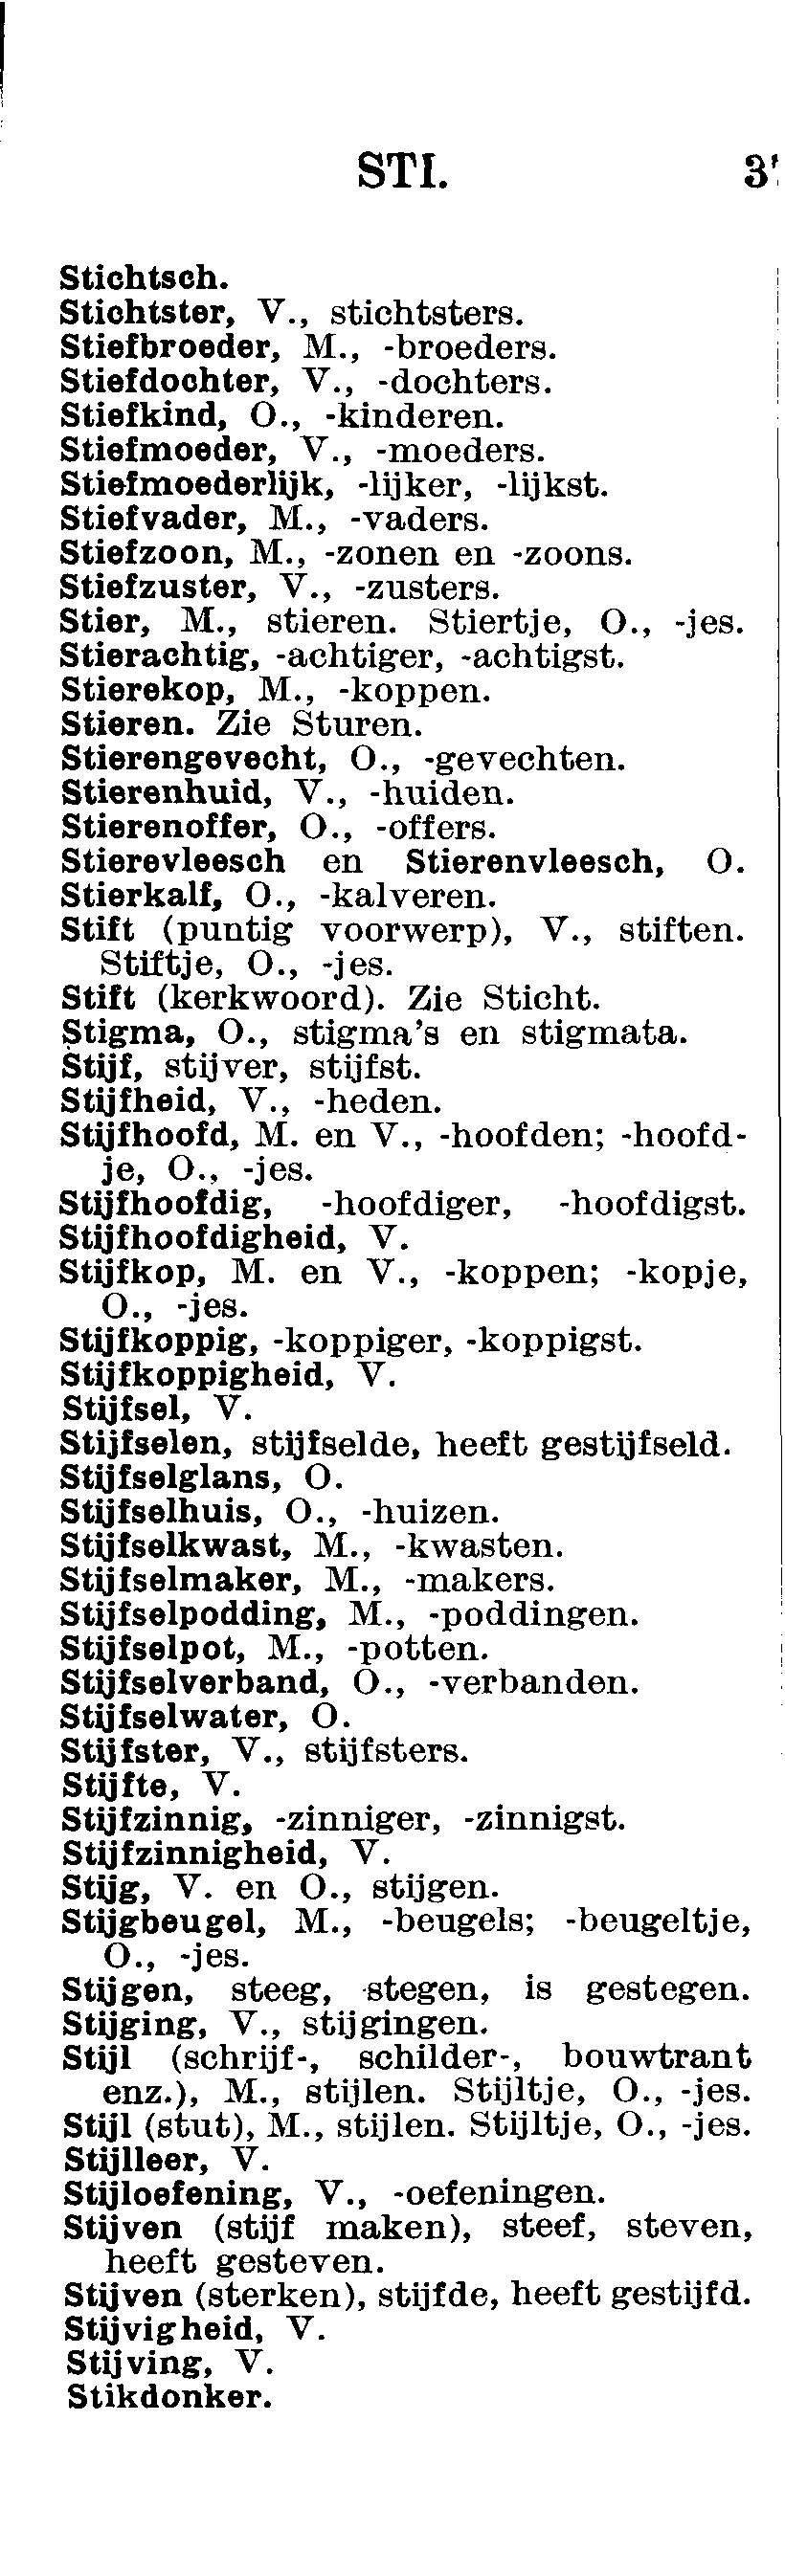 STI.
Stichtsch.
Stichtster, V., stichtsters.
Stiefbroeder, M., -broeders.
Stiefdochter, V., -dochters.
Stiefkind, O., -kinderen.
Stiefmoeder, V., -moeders.
Stiefmoederlijk, -lijker, -lijkst.
Stiefvader, M., -vaders.
Stiefzoon, M., -zonen en -zoons.
Stiefzuster, V., -zusters.
Stier, M., stieren. Stiertje, O., -jes.
Stierachtig, -achtiger, -achtigst.
Stierekop, M., -koppen.
Stieren. Zie Sturen.
Stierengevecht, O., -gevechten.
Stierenhuid, V., -huiden.
Stierenoffer, O., -offers.
Stierevleesch en Stierenvleesch, O.
Stierkalf, O., -kalveren.
Stift (puntig voorwerp), V., stiften.
Stiftje, O., -jes.
Stift (kerkwoord). Zie Sticht.
Stigma, O., stigma's en stigmata.
Stijf, stijver, stijfst.
Stijfheid, V., -heden.
Stijfhoofd, M. en V., -hoofden; -hoofd-
je, O., -jes.
Stijfhoofdig, -hoofdiger, -hoofdigst.
Stijfhoofdigheid, V.
Stijfkop, M. en V., -koppen; -kopje,
O., -jes.
Stijfkoppig, -koppiger, -koppigst.
Stijfkoppigheid, V.
Stijfsel, V.
Stijfselen, stijfselde, heeft gestijfseld.
Stijfselglans, O.
Stijfselhuis, O., -huizen.
Stijfselkwast, M., -kwasten.
Stijfselmaker, M., -makers.
Stijfselpodding, M., -poddingen.
Stijfselpot, M., -potten.
Stijfselverband, O., -verbanden.
Stijfselwater, O.
Stijfster, V., stijfsters.
Stijfte, V.
Stijfzinnig, -zinniger, -zinnigst.
Stijfzinnigheid, V.
Stijg, V. en O., stijgen.
Stijgbeugel, M., -beugels; -beugeltje,
O., -jes.
Stijgen, steeg, stegen, is gestegen.
Stijging, V., stijgingen.
Stijl (schrijf-, schilder-, bouwtrant
enz.), M., stijlen. Stijltje, O., -jes.
Stijl (stut), M., stijlen. Stijltje, O., -jes.
Stijlleer, V.
Stijloefening, V., -oefeningen.
Stijven (stijf maken), steef, steven,
heeft gesteven.
Stijven (sterken), stijfde, heeft gestijfd.
Stijvigheid, V.
Stijving, V.
Stikdonker.